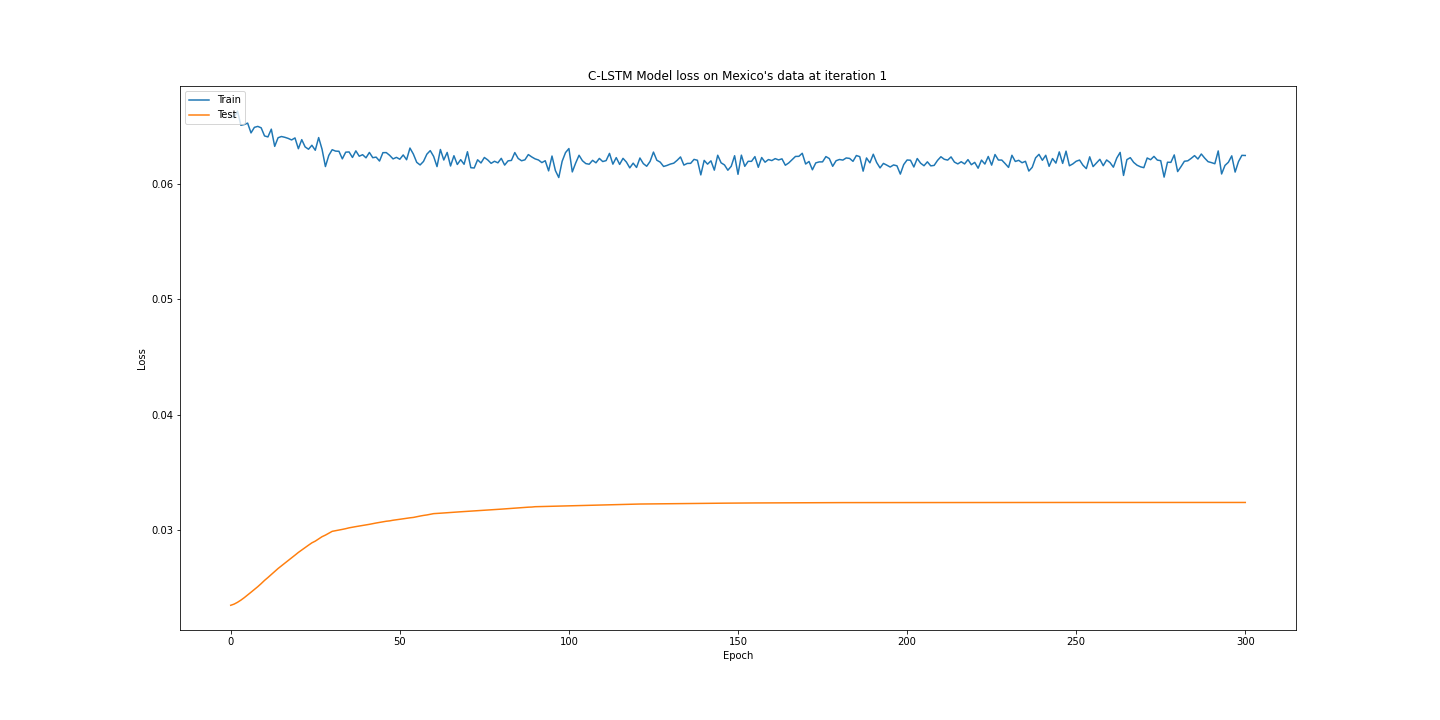 C-LSTM Model loss on Mexico's data at iteration 1
Train
Test
0.06
0.05
0.04
0.03
Loss
0 50 100 150 200 250 300
Epoch